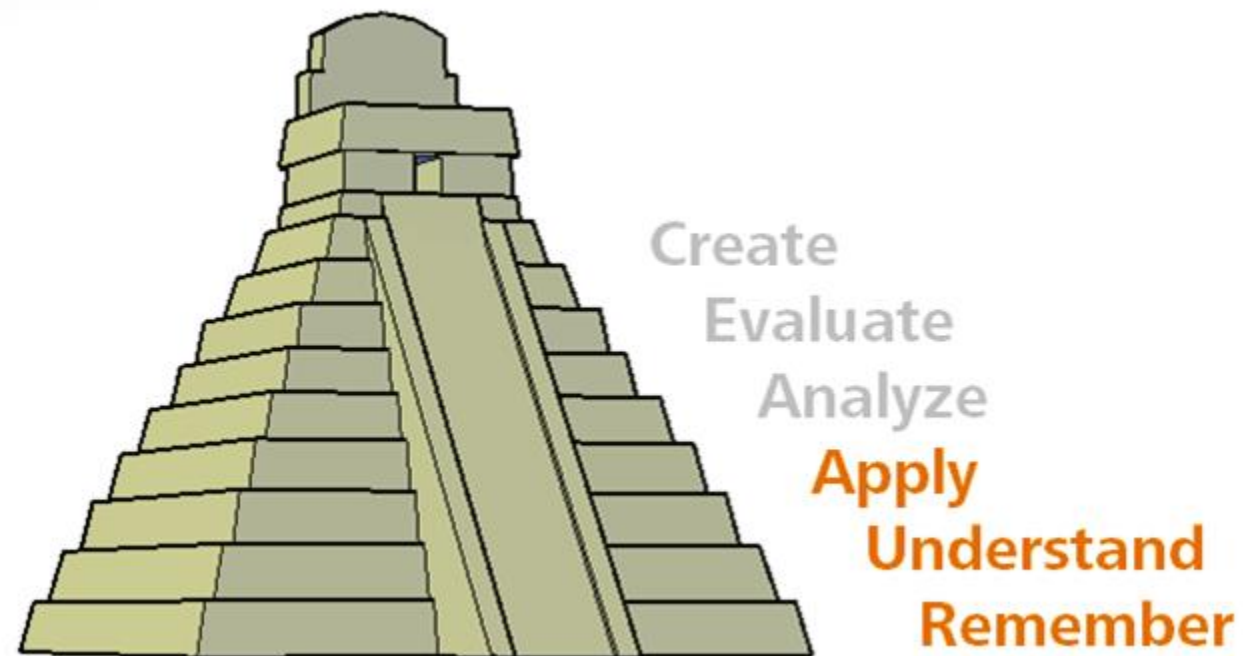 Create
Evaluate
Analyze
Apply
Understand
Remember